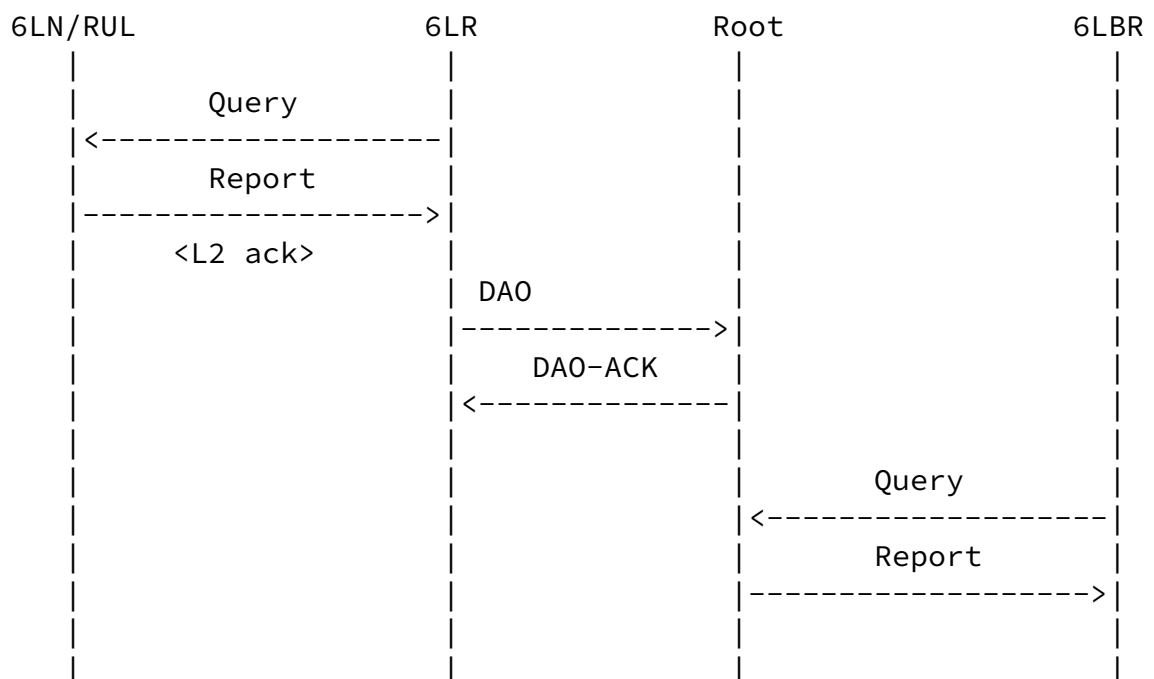 6LN/RUL 6LR Root 6LBR
Query
Report
<L2 ack>
DAO
DAO-ACK
Query
Report